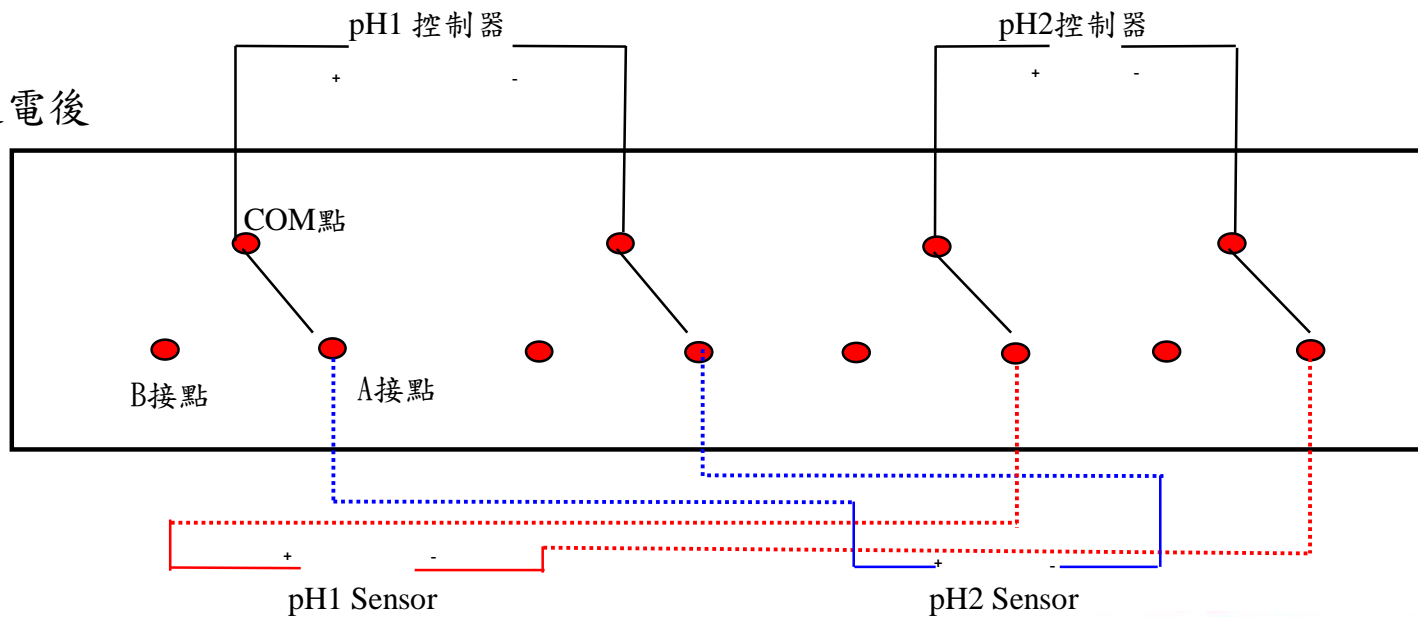 pH1 控制器 pH2控制器
+ - + -
電後
COM點
B接點 A接點
+ - + -
pH1 Sensor pH2 Sensor